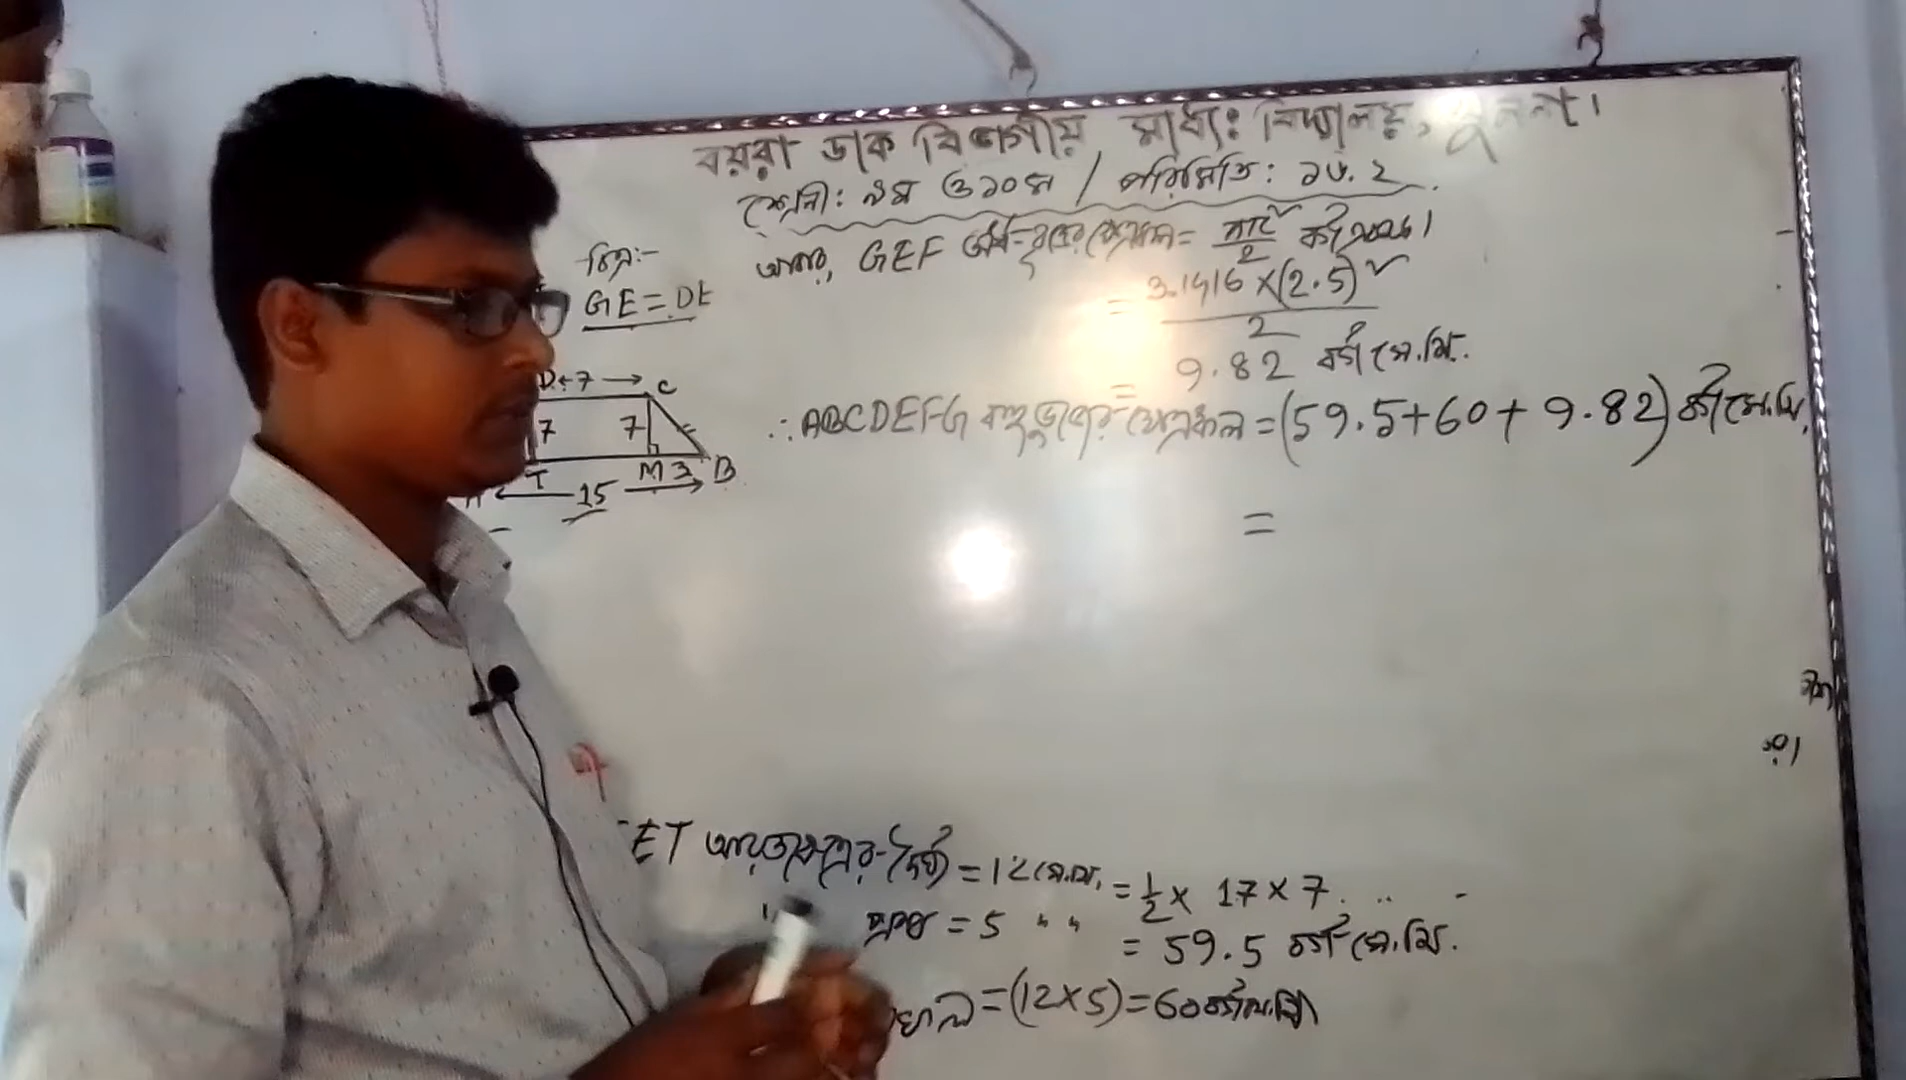 বয়রা ডাক বিভাগীয় মাধ্যঃ বিদ্যালয়, খুলনা।
শ্রেনী: ৯ম ও ১০ম / পরিমিতি: ১৬.২
চিত্র:-
GE = DE
আবার, GEF অর্ধ-বৃত্তের ক্ষেত্রফল = πr²/2 বর্গ একক।
= 3.1416 × (2.5)² / 2
= 9.82 বর্গ সে.মি.
∴ ABCDEFG বহুভুজের ক্ষেত্রফল = (59.5 + 60 + 9.82) বর্গ সে.মি.
=
D ← 7 → C
7 7
T M 3 B
A ← 15 →
ET আয়তক্ষেত্রের দৈর্ঘ্য = 12 সে.মি.
প্রস্থ = 5 " "
= (12×5) = 60 বর্গ সে.মি
= 1/2 × 17 × 7
= 59.5 বর্গ সে.মি.